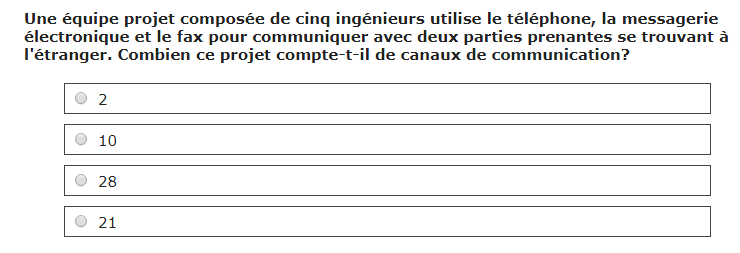 Une équipe projet composée de cinq ingénieurs utilise le téléphone, la messagerie
électronique et le fax pour communiquer avec deux parties prenantes se trouvant à
l'étranger. Combien ce projet compte-t-il de canaux de communication?
2
10
28
21